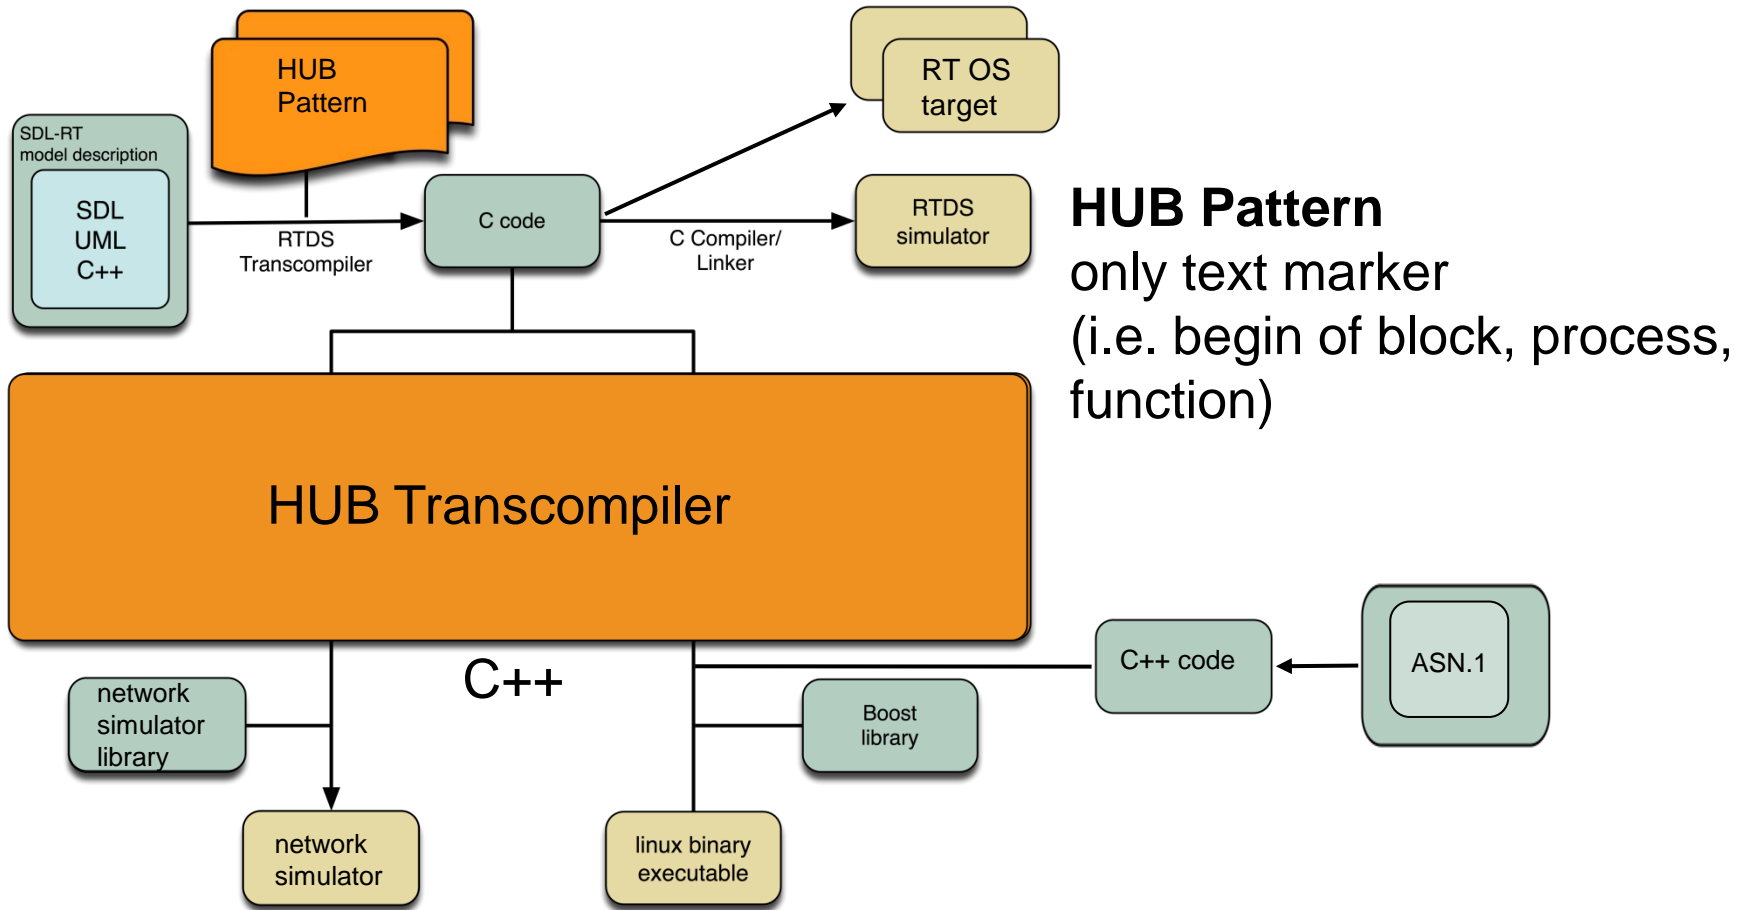 HUB
Pattern
RT OS
target
SDL-RT
model description
SDL
UML
C++
RTDS
Transcompiler
C code
C Compiler/
Linker
RTDS
simulator
HUB Pattern
only text marker
(i.e. begin of block, process,
function)
HUB Transcompiler
C++
network
simulator
library
Boost
library
C++ code
ASN.1
network
simulator
linux binary
executable